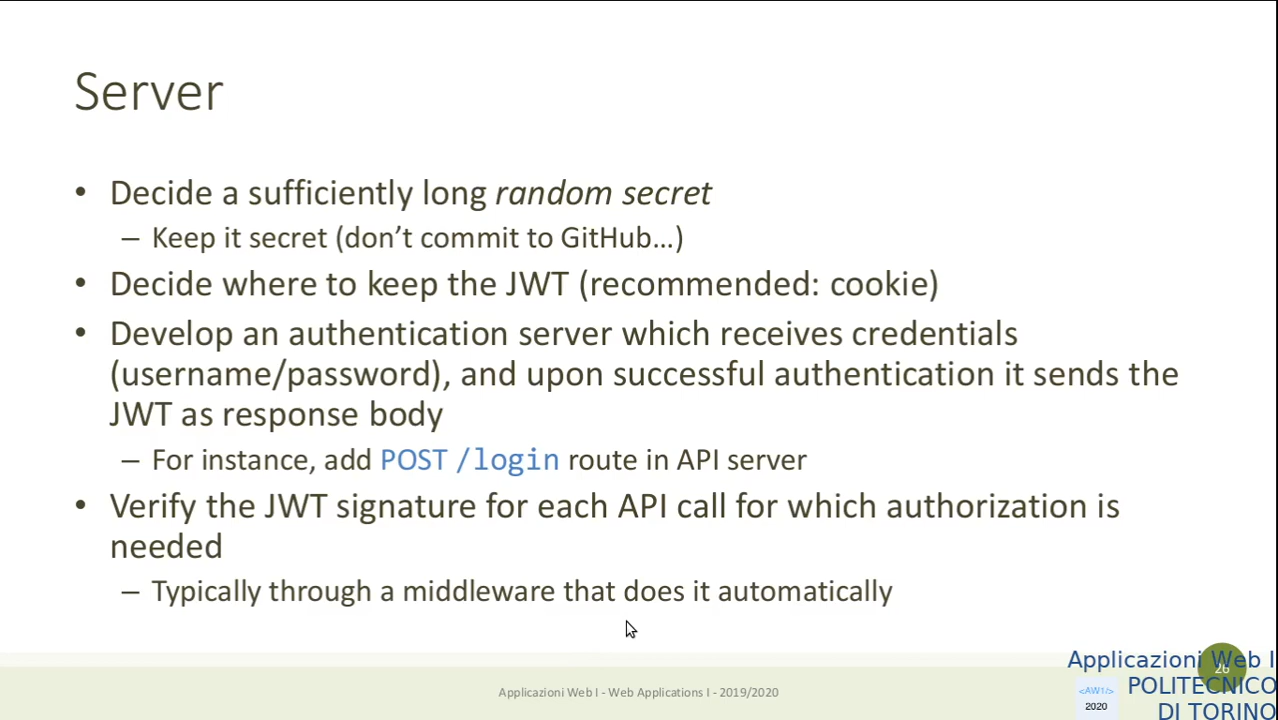 Server
• Decide a sufficiently long random secret
– Keep it secret (don’t commit to GitHub…)
• Decide where to keep the JWT (recommended: cookie)
• Develop an authentication server which receives credentials
(username/password), and upon successful authentication it sends the
JWT as response body
– For instance, add POST /login route in API server
• Verify the JWT signature for each API call for which authorization is
needed
– Typically through a middleware that does it automatically
Applicazioni Web I - Web Applications I - 2019/2020
26
Applicazioni Web I
POLITECNICO
DI TORINO
<AW1/>
2020